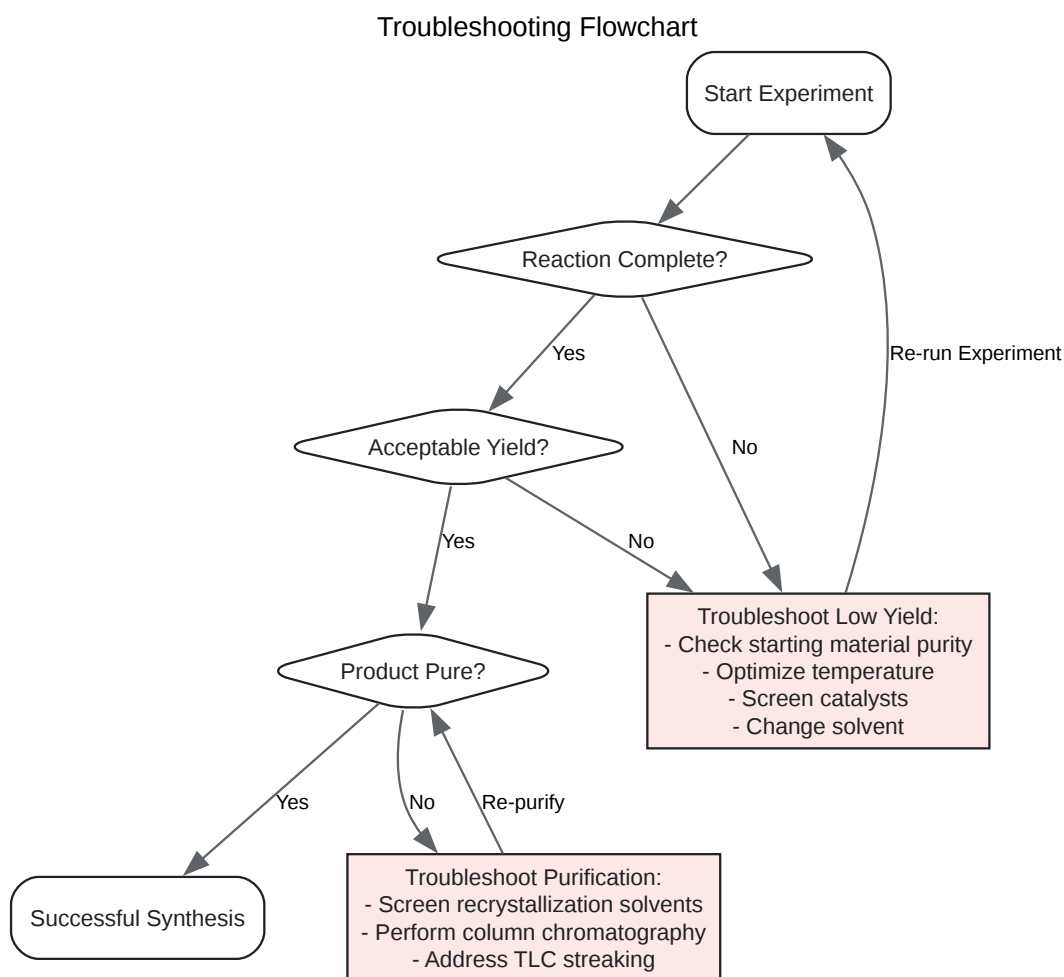 Troubleshooting Flowchart
Start Experiment
Reaction Complete?
Yes
Re-run Experiment
Acceptable Yield?
No
Yes
No
Troubleshoot Low Yield:
- Check starting material purity
- Optimize temperature
- Screen catalysts
- Change solvent
Product Pure?
Yes
No
Re-purify
Troubleshoot Purification:
- Screen recrystallization solvents
- Perform column chromatography
- Address TLC streaking
Successful Synthesis